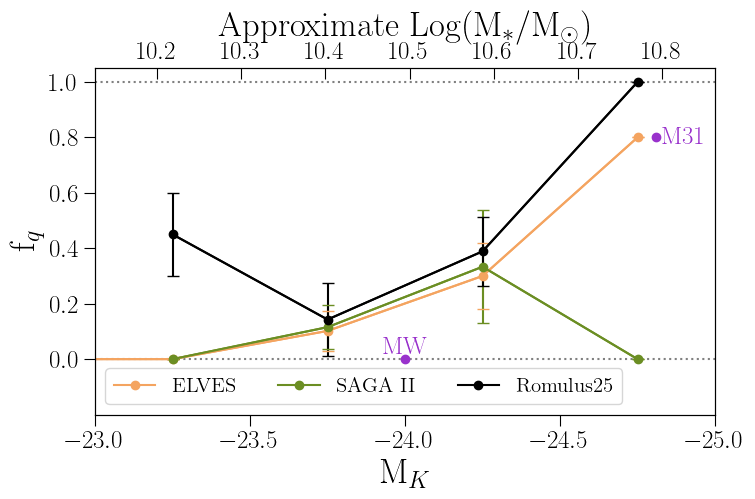 Approximate Log(M*/M⊙)
10.2 10.3 10.4 10.5 10.6 10.7 10.8
1.0
0.8
0.6
0.4
0.2
0.0
f_q
M31
MW
ELVES SAGA II Romulus25
−23.0 −23.5 −24.0 −24.5 −25.0
M_K